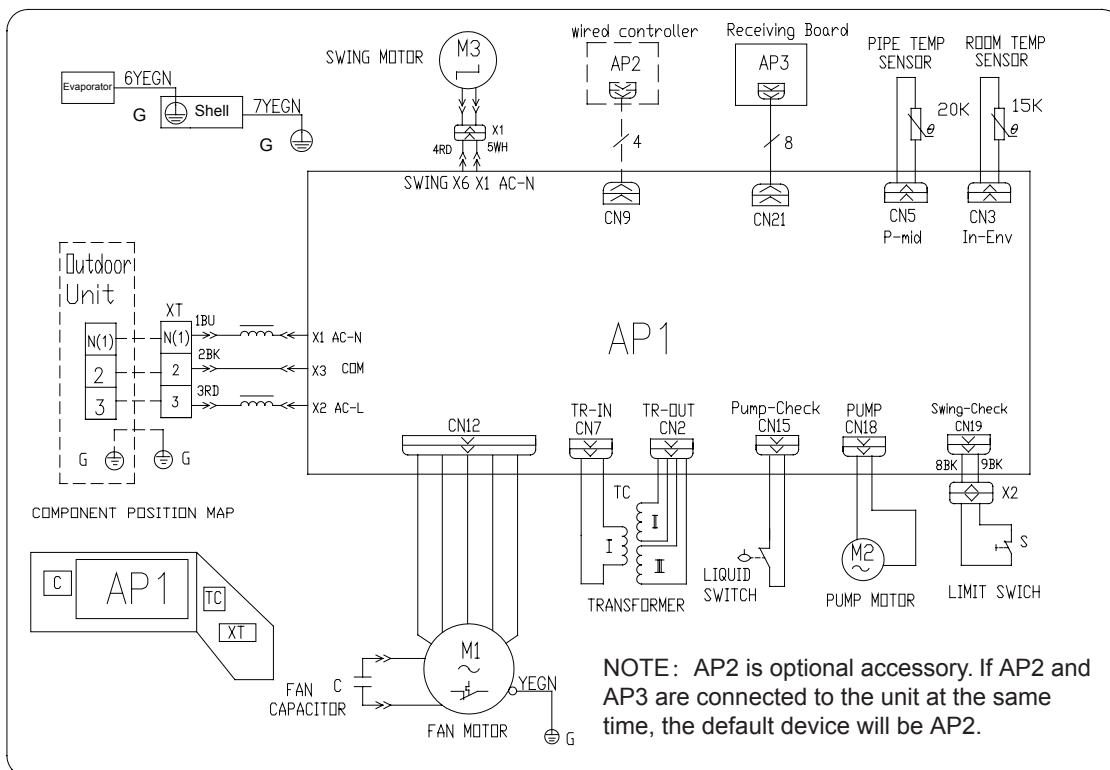 wired controller
Receiving Board
SWING MOTOR
M3
AP2
AP3
PIPE TEMP
SENSOR
ROOM TEMP
SENSOR
Evaporator
6YEGN
G
Shell
7YEGN
G
20K
θ
15K
θ
X1
4RD
5WH
4
8
SWING X6 X1 AC-N
CN9
CN21
CN5
P-mid
CN3
In-Env
Outdoor
Unit
XT
N(1)
N(1)
1BU
X1 AC-N
2
2
2BK
X3 COM
3
3
3RD
X2 AC-L
G
G
AP1
CN12
TR-IN
CN7
TR-OUT
CN2
Pump-Check
CN15
PUMP
CN18
Swing-Check
CN19
8BK
9BK
X2
TC
I
II
III
TRANSFORMER
LIQUID
SWITCH
M2
PUMP MOTOR
S
LIMIT SWICH
COMPONENT POSITION MAP
C
AP1
TC
XT
M1
C
FAN
CAPACITOR
FAN MOTOR
YEGN
G
NOTE: AP2 is optional accessory. If AP2 and
AP3 are connected to the unit at the same
time, the default device will be AP2.